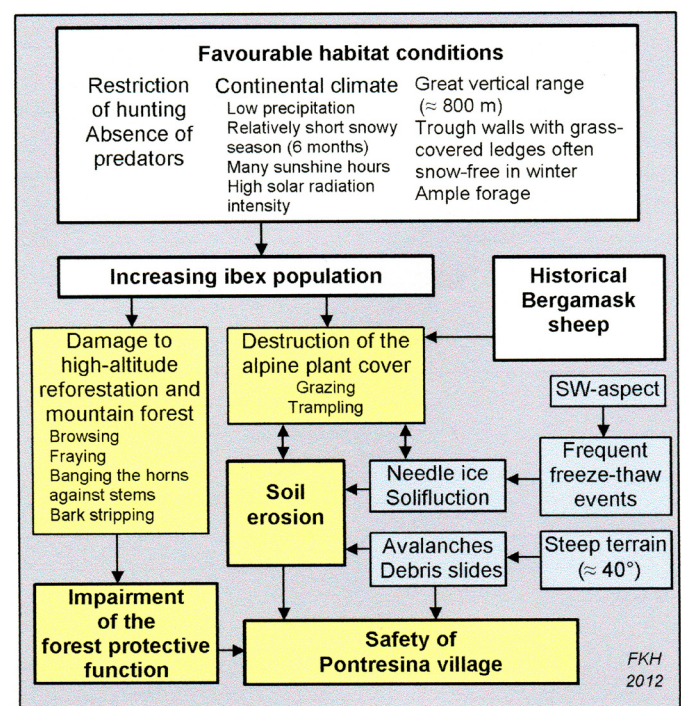 Favourable habitat conditions
Restriction
of hunting
Absence of
predators
Continental climate
Low precipitation
Relatively short snowy
season (6 months)
Many sunshine hours
High solar radiation
intensity
Great vertical range
(≈ 800 m)
Trough walls with grass-
covered ledges often
snow-free in winter
Ample forage
Increasing ibex population
Historical
Bergamask
sheep
Damage to
high-altitude
reforestation and
mountain forest
Browsing
Fraying
Banging the horns
against stems
Bark stripping
Destruction of the
alpine plant cover
Grazing
Trampling
SW-aspect
Soil
erosion
Needle ice
Solifluction
Frequent
freeze-thaw
events
Avalanches
Debris slides
Steep terrain
(≈ 40°)
Impairment
of the
forest protective
function
Safety of
Pontresina village
FKH
2012